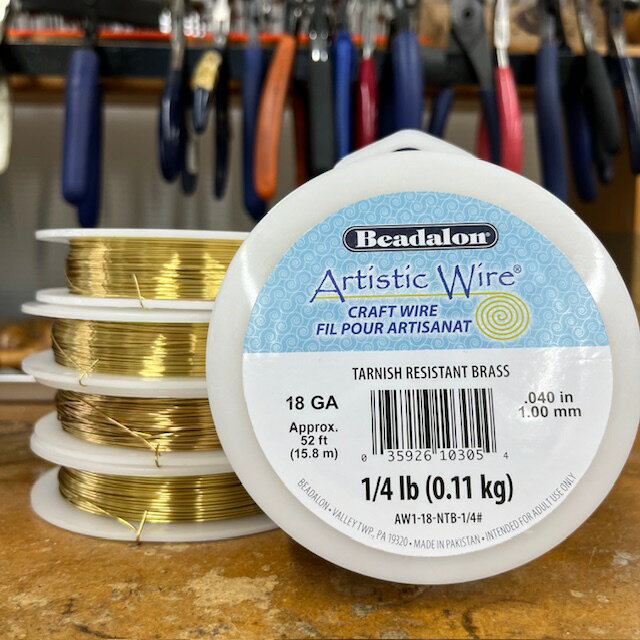 Beadalon
Artistic Wire®
CRAFT WIRE
FIL POUR ARTISANAT
TARNISH RESISTANT BRASS
18 GA
Approx.
52 ft
(15.8 m)
.040 in
1.00 mm
0 35926 10305 4
1/4 lb (0.11 kg)
AW1-18-NTB-1/4#
BEADALON • VALLEY TWP, PA 19320 • MADE IN PAKISTAN • INTENDED FOR ADULT USE ONLY